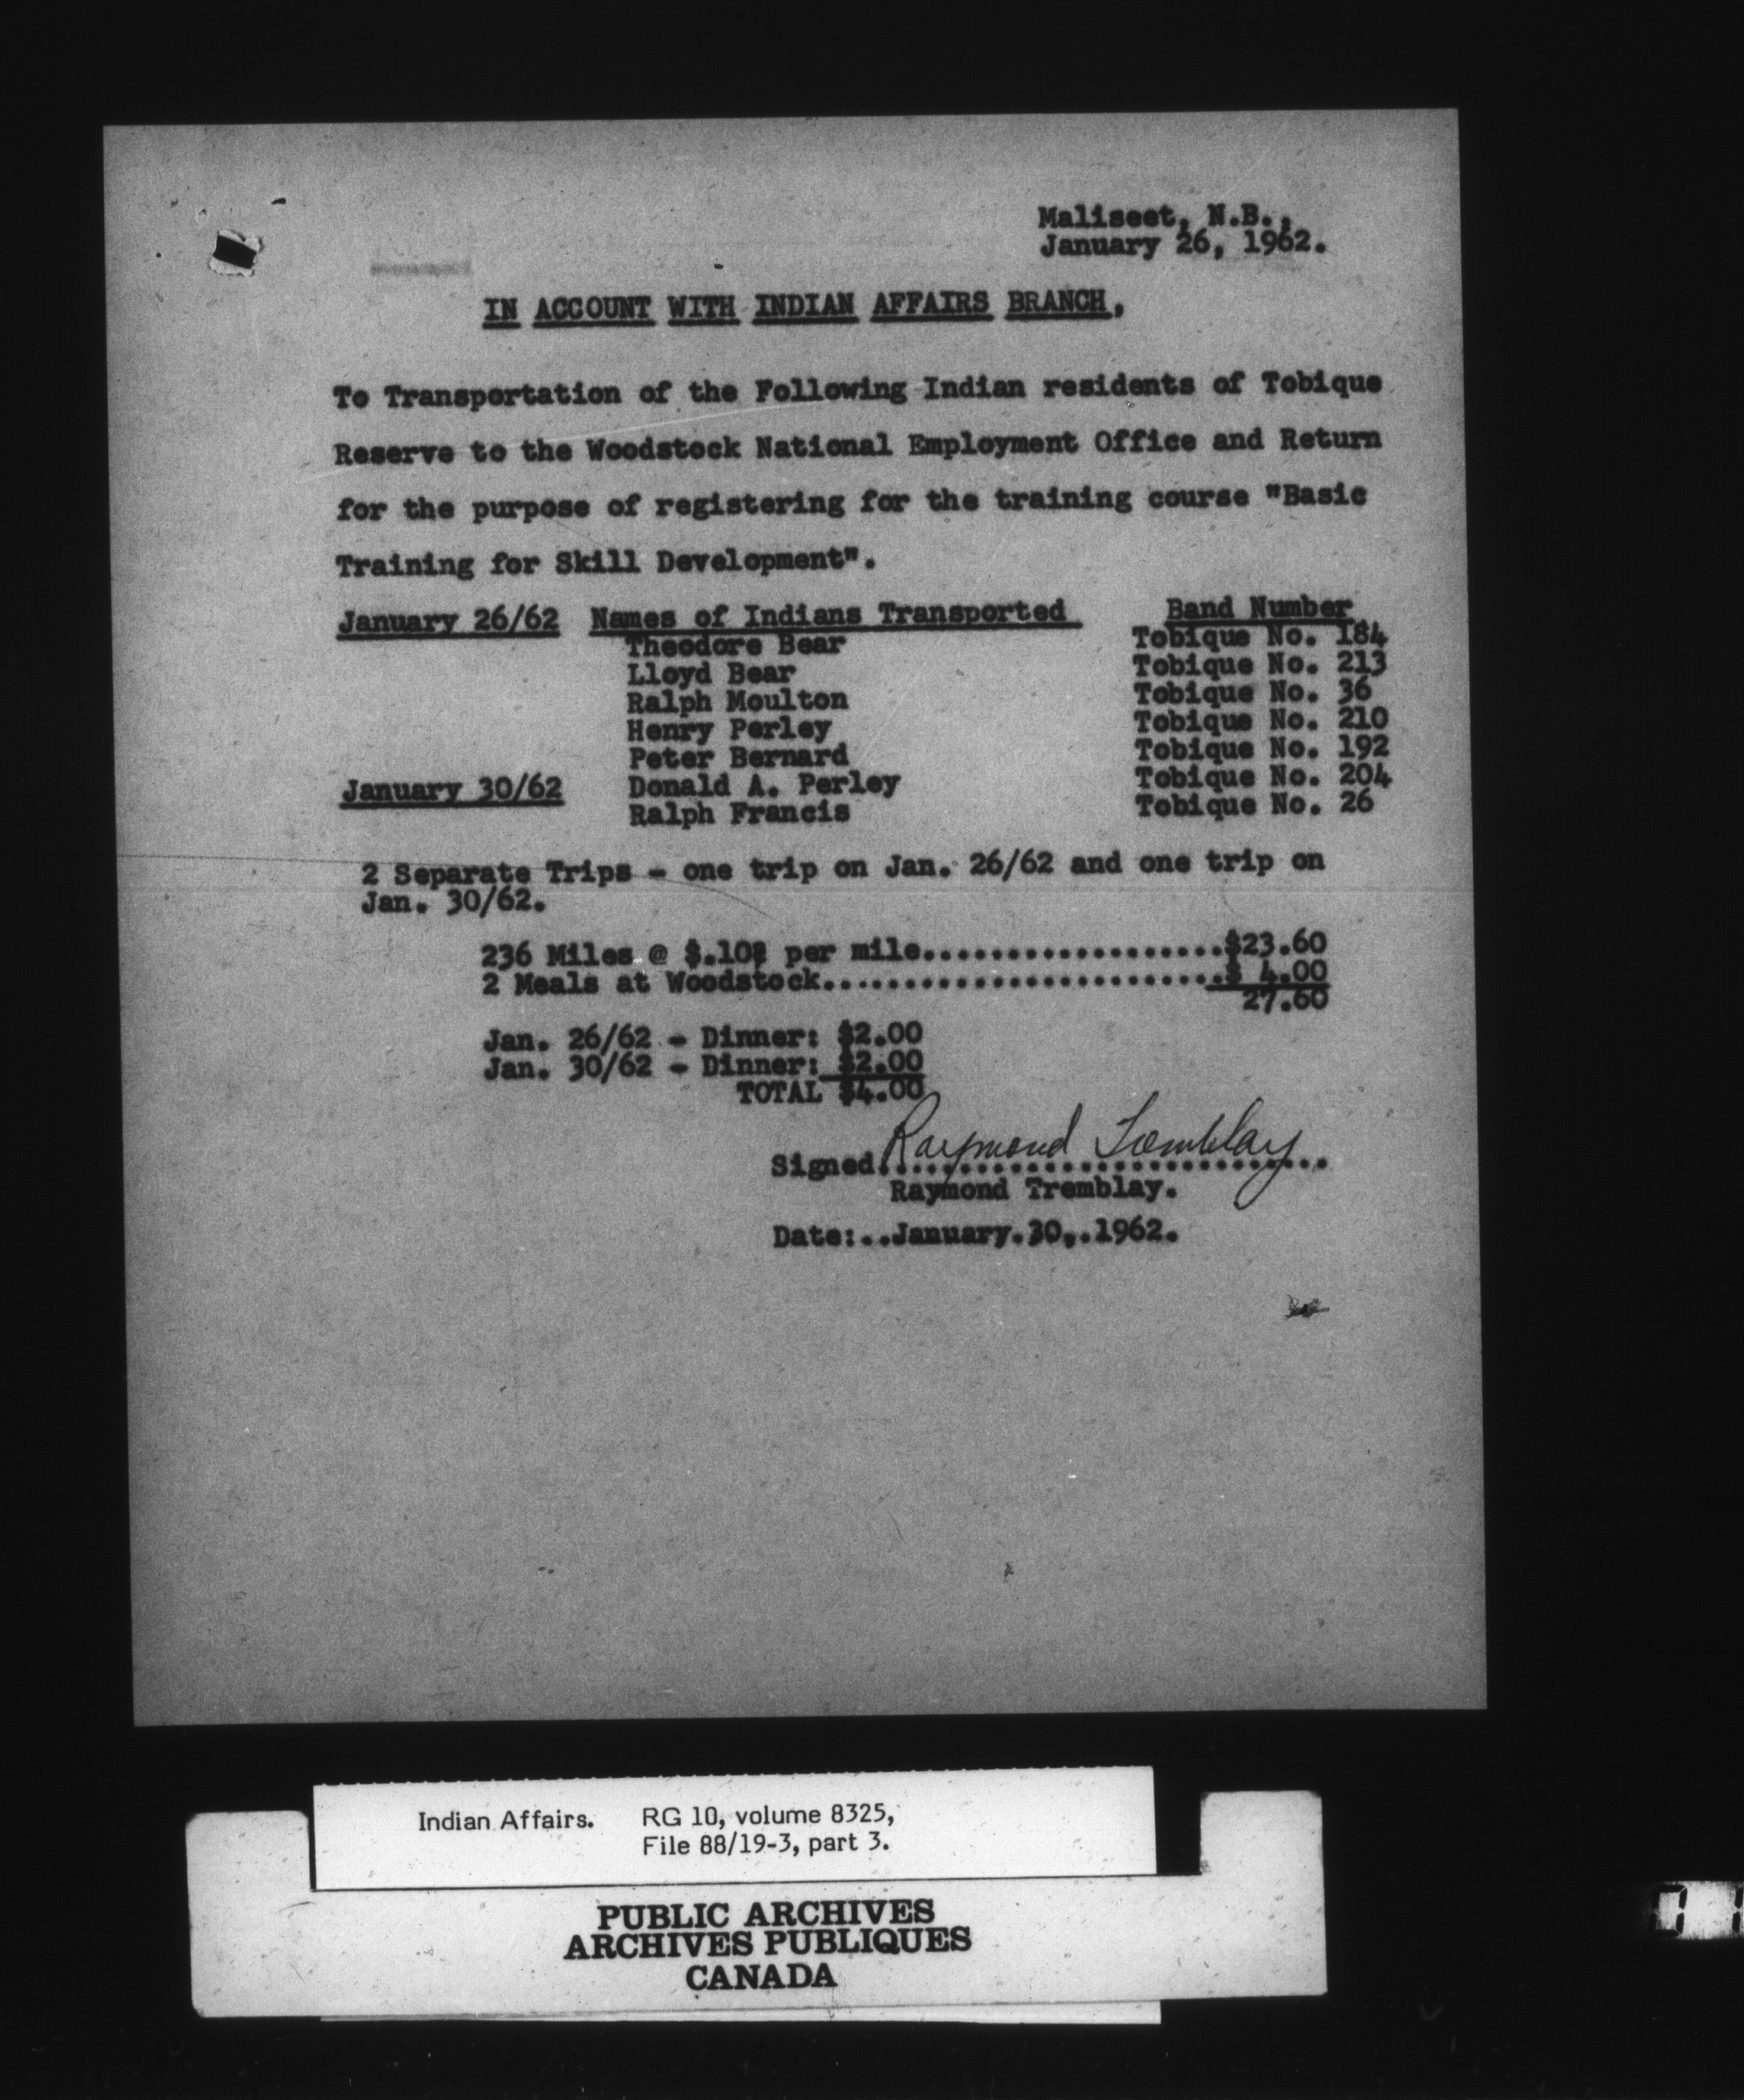 Maliseet, N.B.,
January 26, 1962.
IN ACCOUNT WITH INDIAN AFFAIRS BRANCH,
To Transportation of the Following Indian residents of Tobique
Reserve to the Woodstock National Employment Office and Return
for the purpose of registering for the training course "Basic
Training for Skill Development".
January 26/62 Names of Indians Transported Band Number
Theodore Bear Tobique No. 184
Lloyd Bear Tobique No. 213
Ralph Moulton Tobique No. 36
Henry Perley Tobique No. 210
Peter Bernard Tobique No. 192
January 30/62 Donald A. Perley Tobique No. 204
Ralph Francis Tobique No. 26
2 Separate Trips - one trip on Jan. 26/62 and one trip on
Jan. 30/62.
236 Miles @ $.10¢ per mile...................$23.60
2 Meals at Woodstock.........................$ 4.00
27.60
Jan. 26/62 - Dinner: $2.00
Jan. 30/62 - Dinner: $2.00
TOTAL $4.00
Signed Raymond Tremblay
Raymond Tremblay.
Date:..January.30,.1962.
Indian Affairs. RG 10, volume 8325,
File 88/19-3, part 3.
PUBLIC ARCHIVES
ARCHIVES PUBLIQUES
CANADA